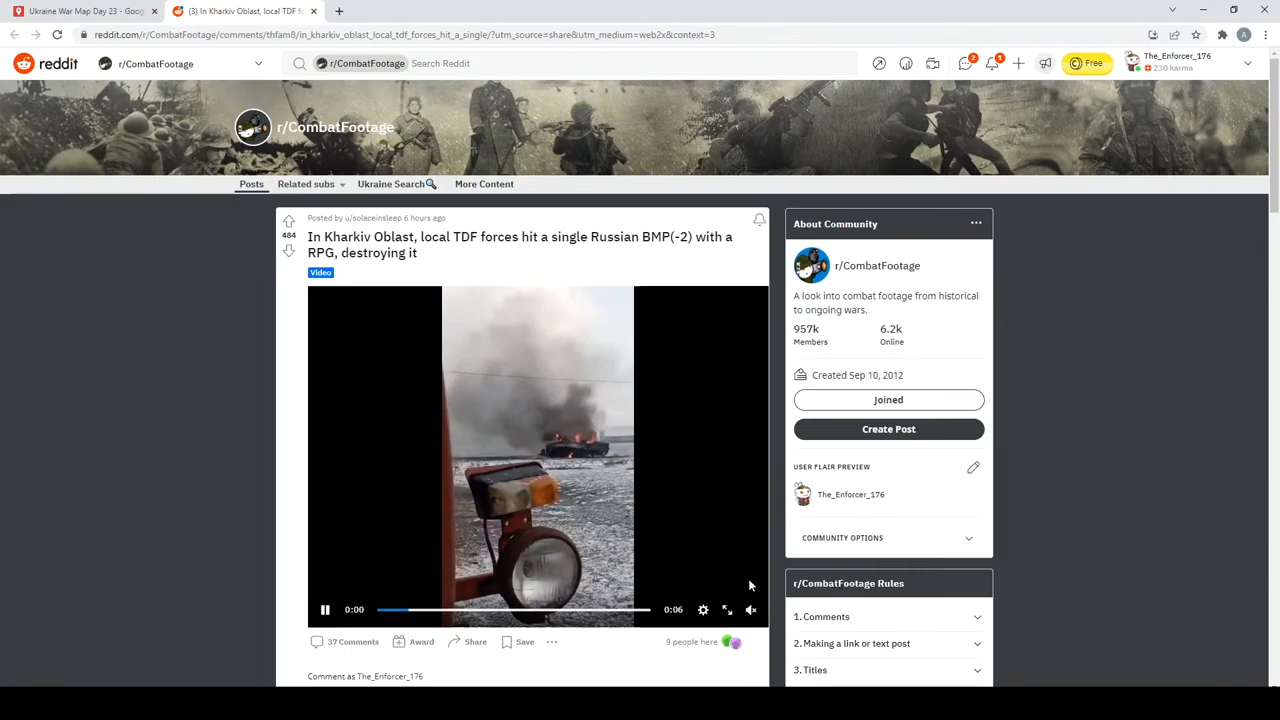 Ukraine War Map Day 23 - Goog
(3) In Kharkiv Oblast, local TDF fo
reddit.com/r/CombatFootage/comments/thfam8/in_kharkiv_oblast_local_tdf_forces_hit_a_single/?utm_source=share&utm_medium=web2x&context=3
A
reddit
r/CombatFootage
r/CombatFootage Search Reddit
2
1
Free
The_Enforcer_176
230 karma
r/CombatFootage
Posts Related subs Ukraine Search🔍 More Content
Posted by u/solaceinsleep 6 hours ago
484
In Kharkiv Oblast, local TDF forces hit a single Russian BMP(-2) with a
RPG, destroying it
Video
0:00 0:06
37 Comments Award Share Save ... 9 people here
Comment as The_Enforcer_176
About Community ...
r/CombatFootage
A look into combat footage from historical
to ongoing wars.
957k 6.2k
Members Online
Created Sep 10, 2012
Joined
Create Post
USER FLAIR PREVIEW
The_Enforcer_176
COMMUNITY OPTIONS
r/CombatFootage Rules
1. Comments
2. Making a link or text post
3. Titles